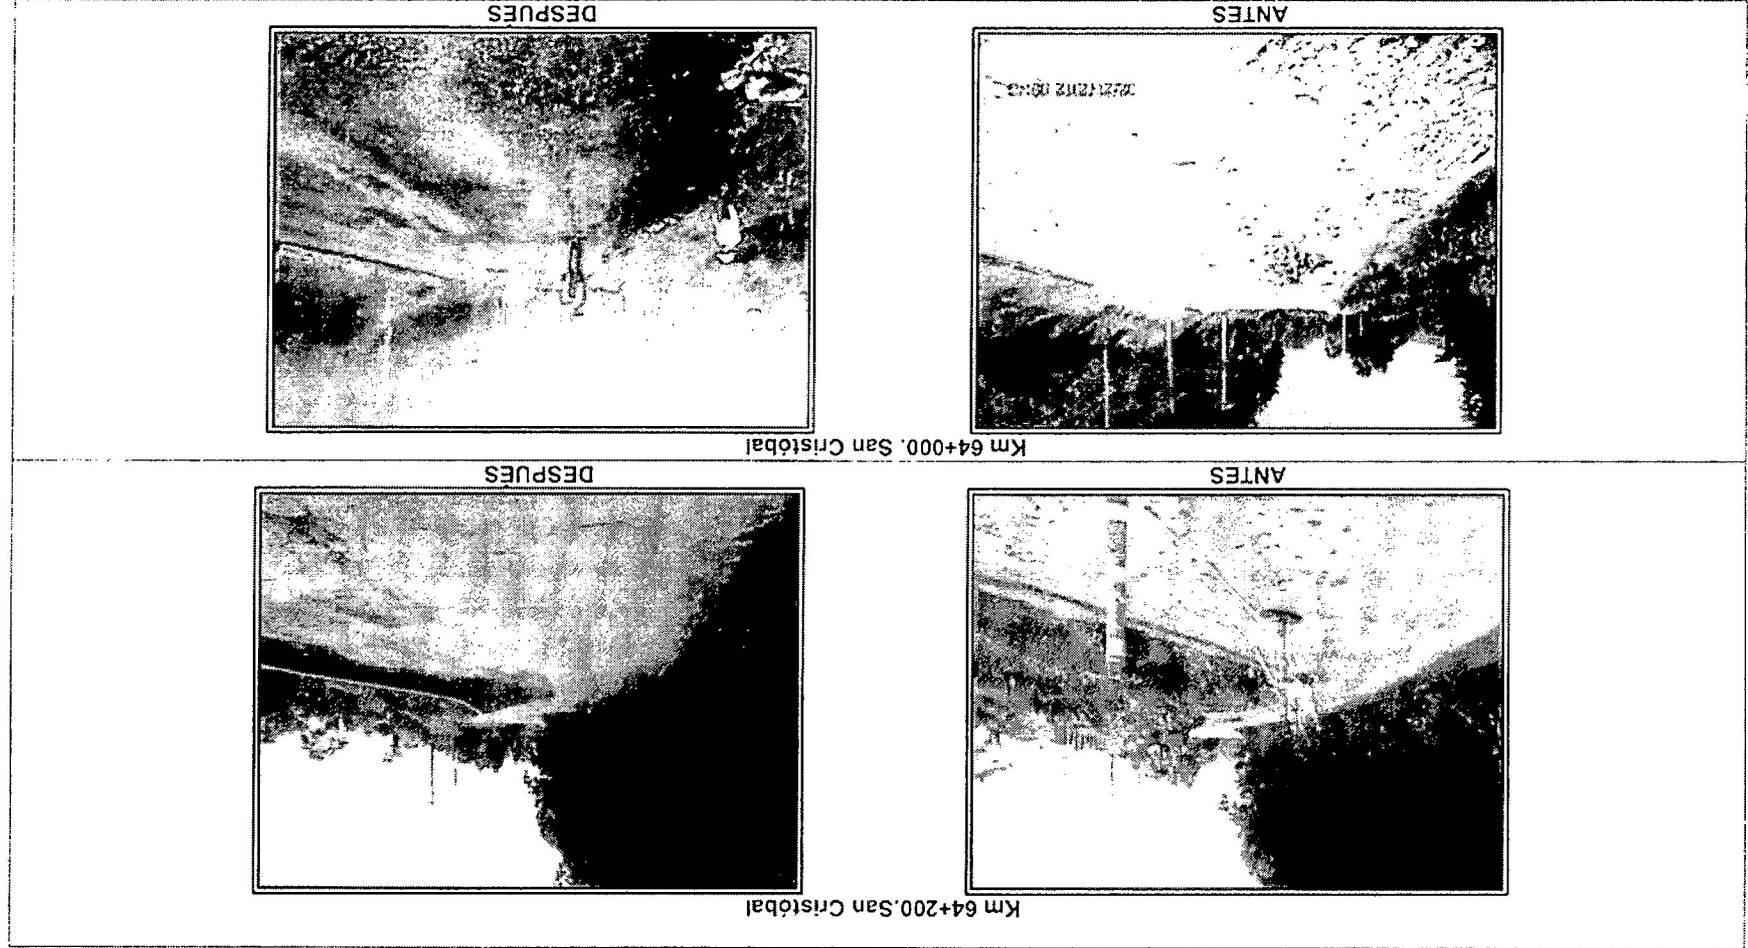 Km 64+200.San Cristóbal
ANTES
DESPUES
Km 64+000. San Cristóbal
ANTES
DESPUES